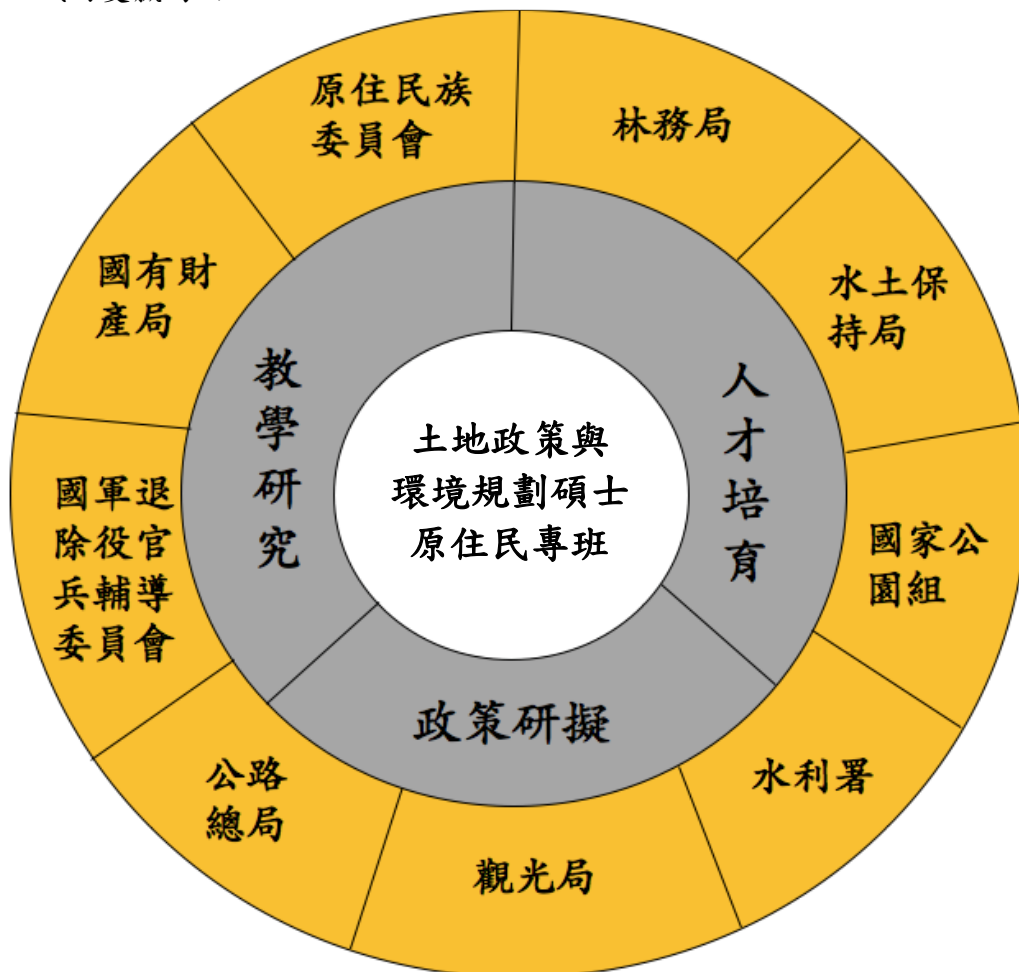 土地政策與
環境規劃碩士
原住民專班
人才培育
政策研擬
教學研究
林務局
水土保
持局
國家公
園組
水利署
觀光局
公路
總局
國軍退
除役官
兵輔導
委員會
國有財
產局
原住民族
委員會